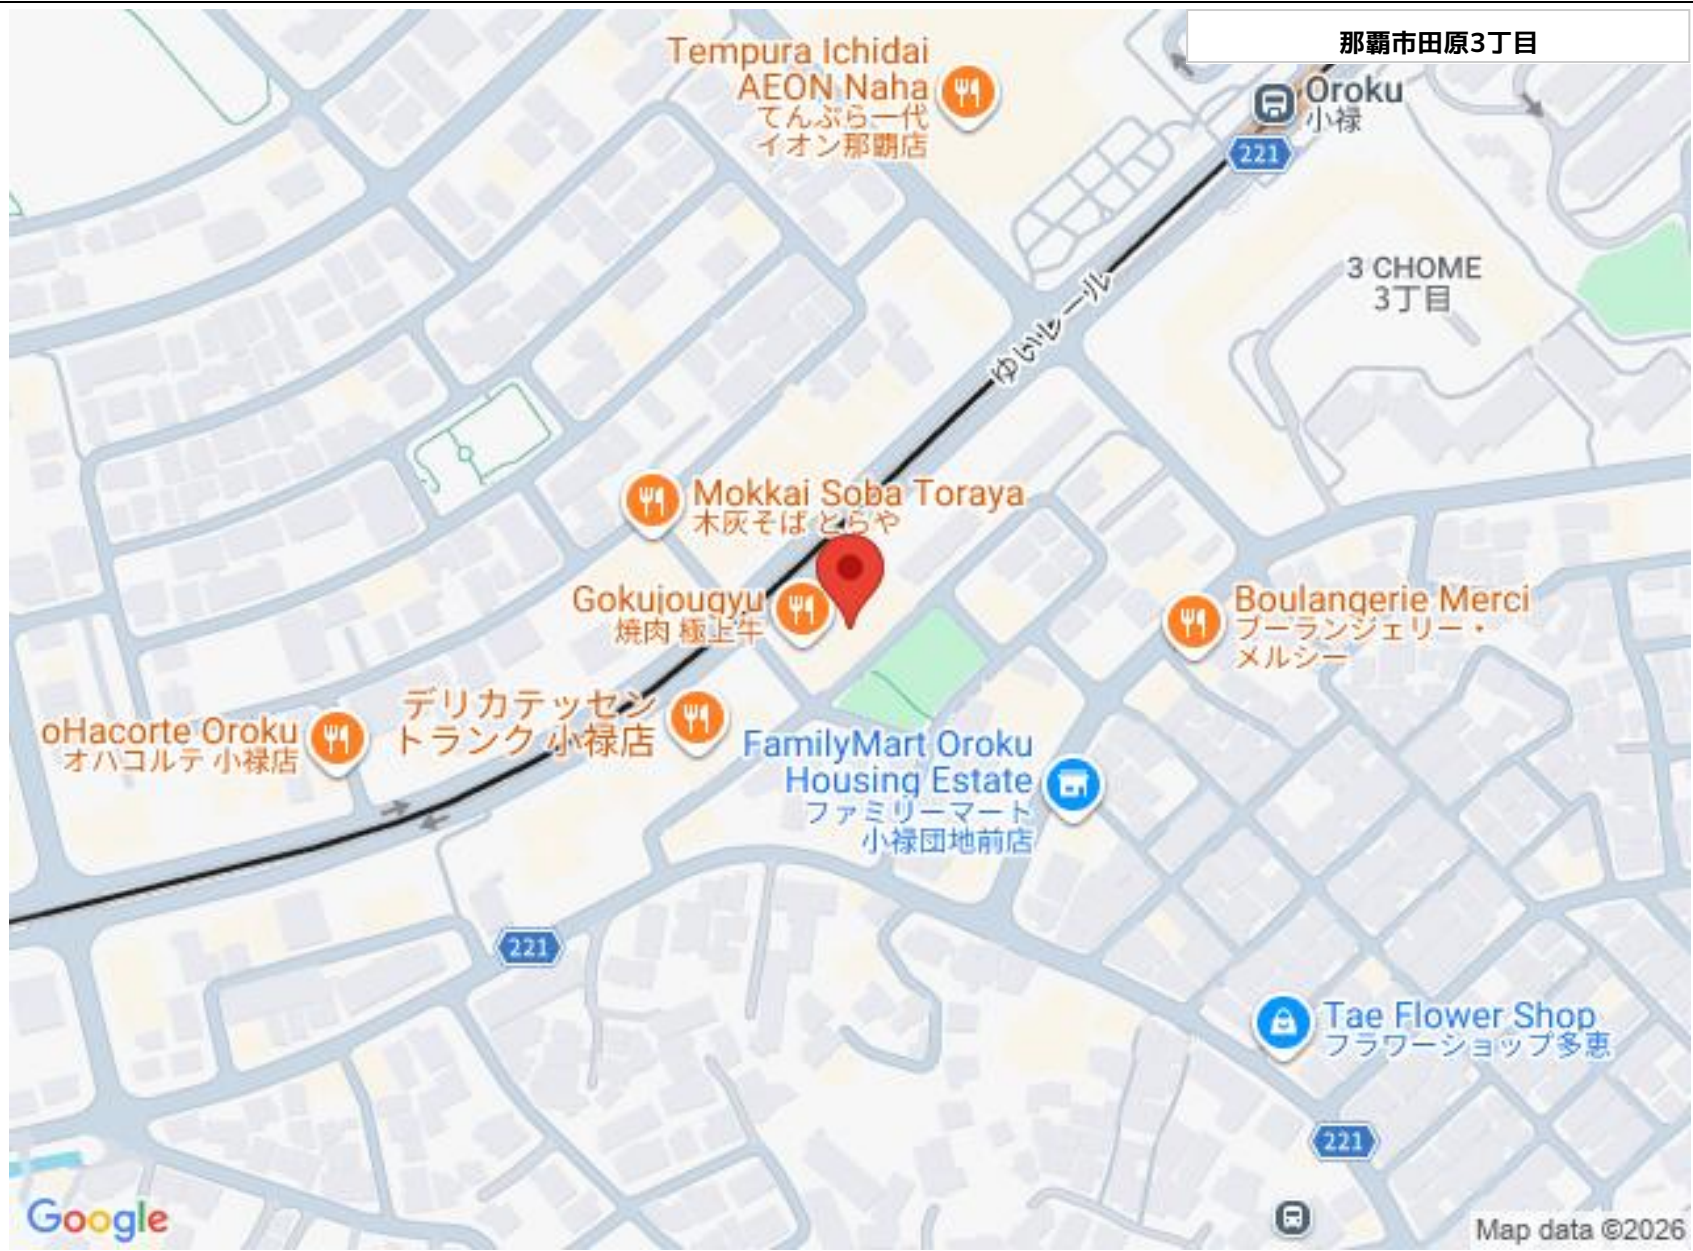 那覇市田原3丁目
Tempura Ichidai
AEON Naha
てんぷら一代
イオン那覇店
Oroku
小禄
221
3 CHOME
3丁目
ゆいレール
Mokkai Soba Toraya
木灰そば とらや
Gokujougyu
焼肉 極上牛
Boulangerie Merci
ブーランジェリー・
メルシー
デリカテッセン
トランク 小禄店
oHacorte Oroku
オハコルテ 小禄店
FamilyMart Oroku
Housing Estate
ファミリーマート
小禄団地前店
221
Tae Flower Shop
フラワーショップ多恵
221
Google
Map data ©2026